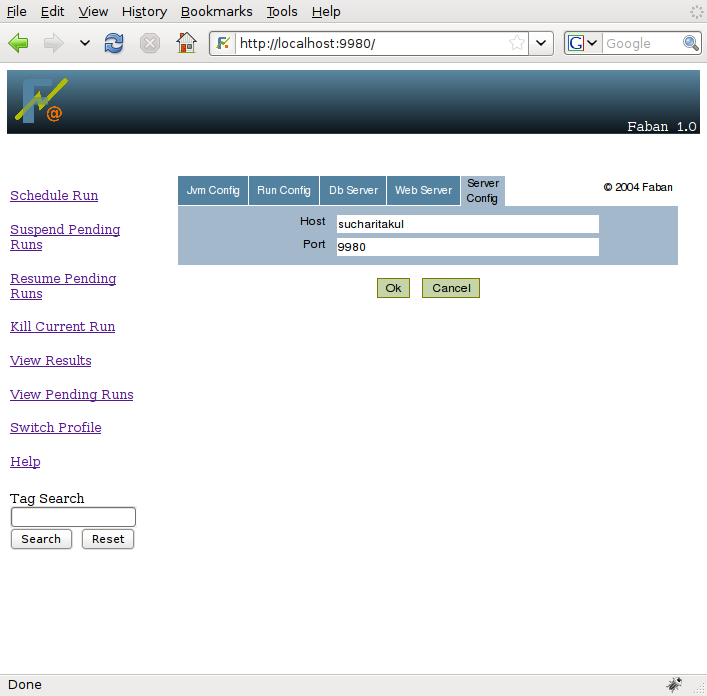 File Edit View History Bookmarks Tools Help
http://localhost:9980/
G Google
@
Faban 1.0
Schedule Run
Suspend Pending
Runs
Resume Pending
Runs
Kill Current Run
View Results
View Pending Runs
Switch Profile
Help
Tag Search
Search Reset
Jvm Config Run Config Db Server Web Server Server
Config
© 2004 Faban
Host sucharitakul
Port 9980
Ok Cancel
Done